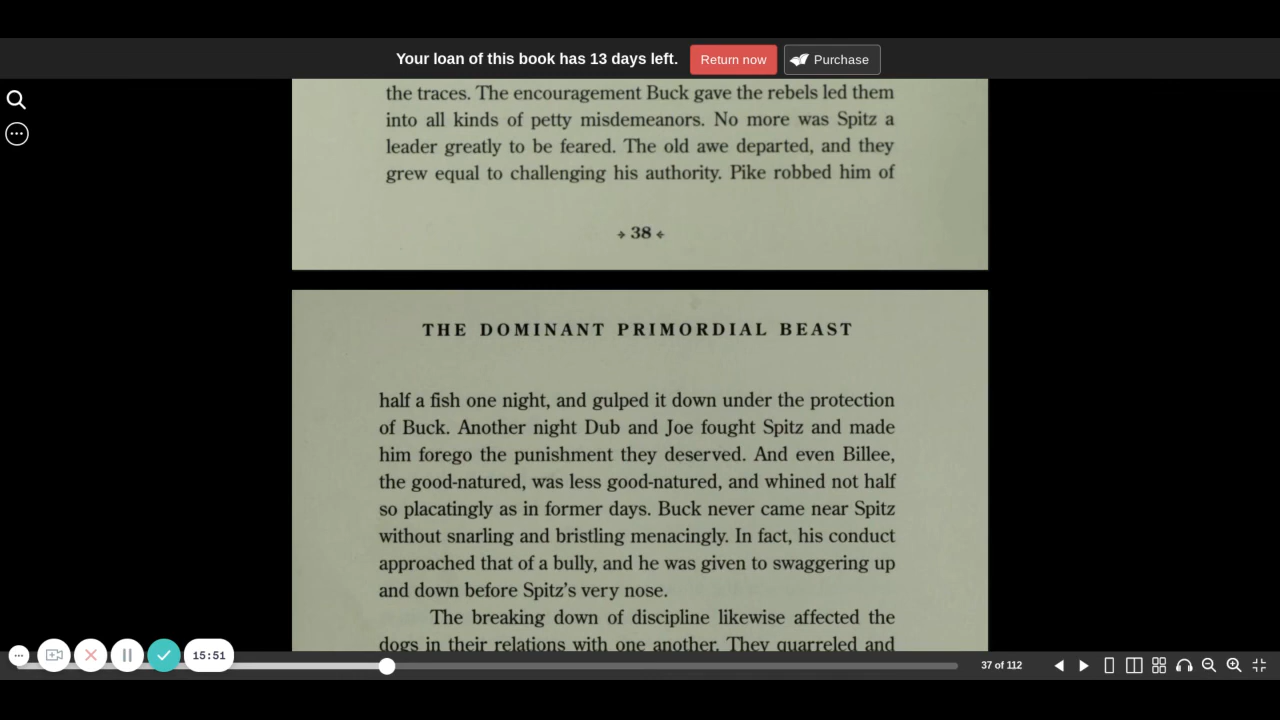 Your loan of this book has 13 days left. Return now Purchase
the traces. The encouragement Buck gave the rebels led them
into all kinds of petty misdemeanors. No more was Spitz a
leader greatly to be feared. The old awe departed, and they
grew equal to challenging his authority. Pike robbed him of
38
THE DOMINANT PRIMORDIAL BEAST
half a fish one night, and gulped it down under the protection
of Buck. Another night Dub and Joe fought Spitz and made
him forego the punishment they deserved. And even Billee,
the good-natured, was less good-natured, and whined not half
so placatingly as in former days. Buck never came near Spitz
without snarling and bristling menacingly. In fact, his conduct
approached that of a bully, and he was given to swaggering up
and down before Spitz's very nose.
The breaking down of discipline likewise affected the
dogs in their relations with one another. They quarreled and
15:51
37 of 112